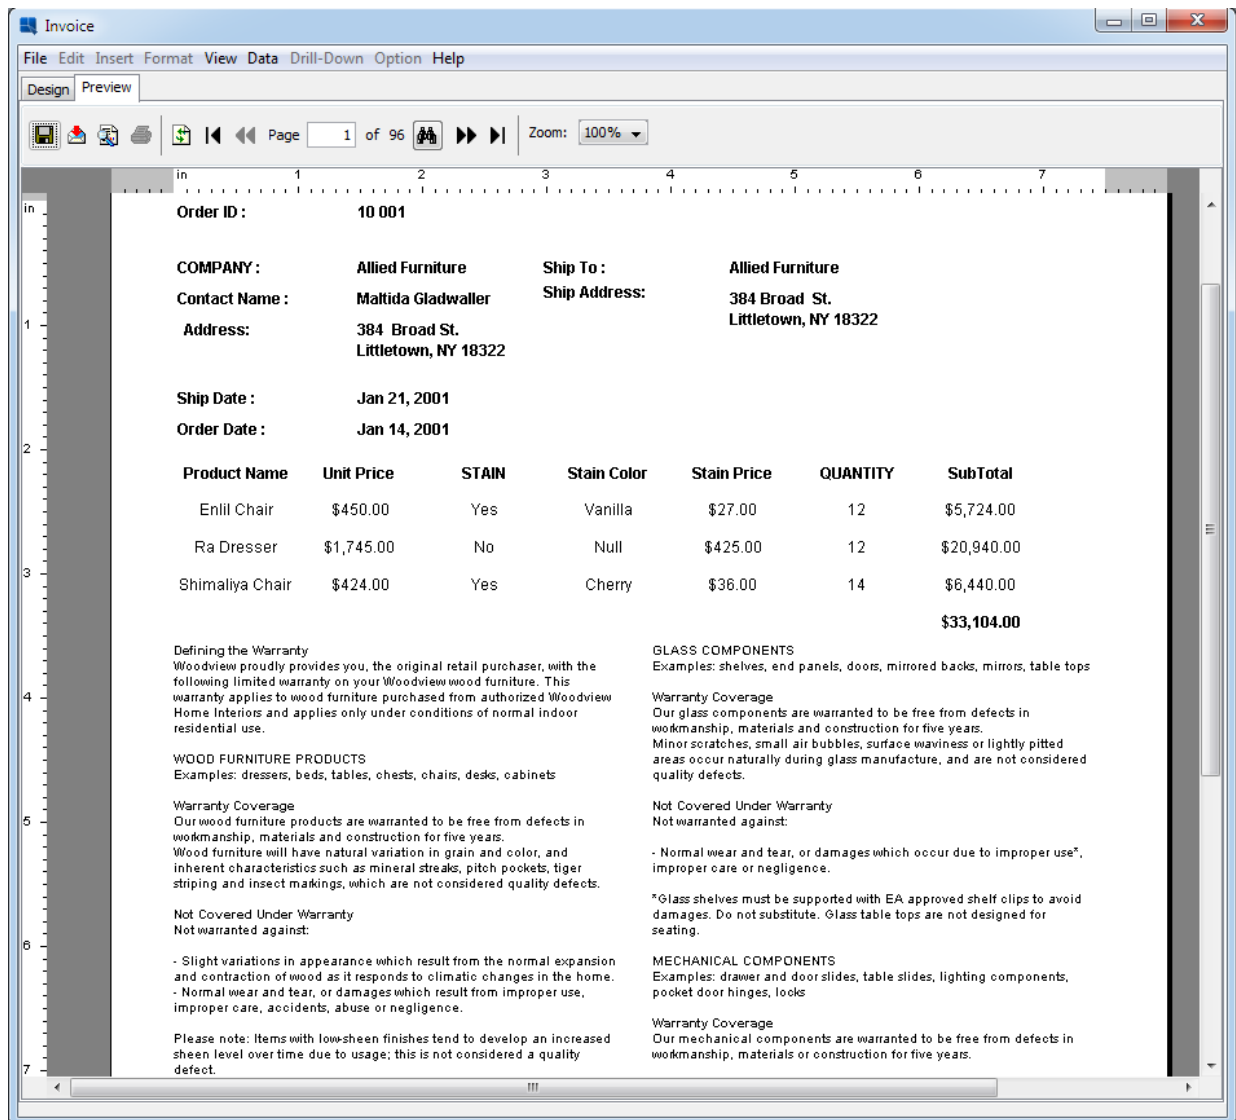 Invoice
File Edit Insert Format View Data Drill-Down Option Help
Design Preview
Page 1 of 96 Zoom: 100%
in 1 2 3 4 5 6 7
in
1
2
3
4
5
6
7
Order ID : 10 001
COMPANY : Allied Furniture Ship To : Allied Furniture
Contact Name : Maltida Gladwaller Ship Address: 384 Broad St.
Littletown, NY 18322
Address: 384 Broad St.
Littletown, NY 18322
Ship Date : Jan 21, 2001
Order Date : Jan 14, 2001
Product Name Unit Price STAIN Stain Color Stain Price QUANTITY SubTotal
Enlil Chair $450.00 Yes Vanilla $27.00 12 $5,724.00
Ra Dresser $1,745.00 No Null $425.00 12 $20,940.00
Shimaliya Chair $424.00 Yes Cherry $36.00 14 $6,440.00
$33,104.00
Defining the Warranty
Woodview proudly provides you, the original retail purchaser, with the
following limited warranty on your Woodview wood furniture. This
warranty applies to wood furniture purchased from authorized Woodview
Home Interiors and applies only under conditions of normal indoor
residential use.
WOOD FURNITURE PRODUCTS
Examples: dressers, beds, tables, chests, chairs, desks, cabinets
Warranty Coverage
Our wood furniture products are warranted to be free from defects in
workmanship, materials and construction for five years.
Wood furniture will have natural variation in grain and color, and
inherent characteristics such as mineral streaks, pitch pockets, tiger
striping and insect markings, which are not considered quality defects.
Not Covered Under Warranty
Not warranted against:
- Slight variations in appearance which result from the normal expansion
and contraction of wood as it responds to climatic changes in the home.
- Normal wear and tear, or damages which result from improper use,
improper care, accidents, abuse or negligence.
Please note: Items with low-sheen finishes tend to develop an increased
sheen level over time due to usage; this is not considered a quality
defect.
GLASS COMPONENTS
Examples: shelves, end panels, doors, mirrored backs, mirrors, table tops
Warranty Coverage
Our glass components are warranted to be free from defects in
workmanship, materials and construction for five years.
Minor scratches, small air bubbles, surface waviness or lightly pitted
areas occur naturally during glass manufacture, and are not considered
quality defects.
Not Covered Under Warranty
Not warranted against:
- Normal wear and tear, or damages which occur due to improper use*,
improper care or negligence.
*Glass shelves must be supported with EA approved shelf clips to avoid
damages. Do not substitute. Glass table tops are not designed for
seating.
MECHANICAL COMPONENTS
Examples: drawer and door slides, table slides, lighting components,
pocket door hinges, locks
Warranty Coverage
Our mechanical components are warranted to be free from defects in
workmanship, materials or construction for five years.